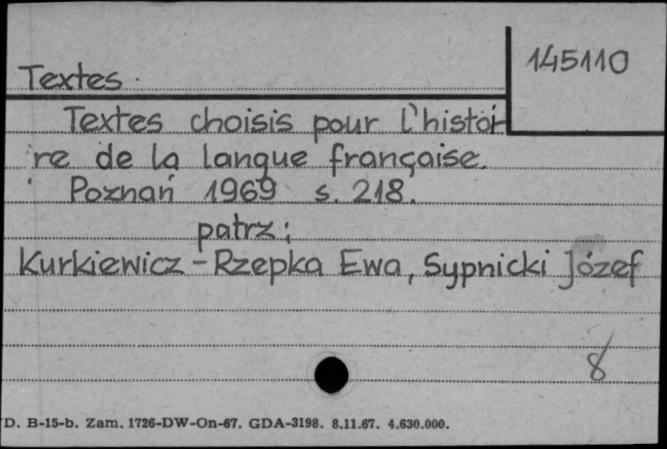 145110
Textes.
Textes choisis pour l'histoi-
re de la langue française.
Poznań 1969 s. 218.
patrz:
Kurkiewicz-Rzepka Ewa, Sypnicki Józef
8
D. B-15-b. Zam. 1726-DW-On-67. GDA-3198. 8.11.67. 4.630.000.